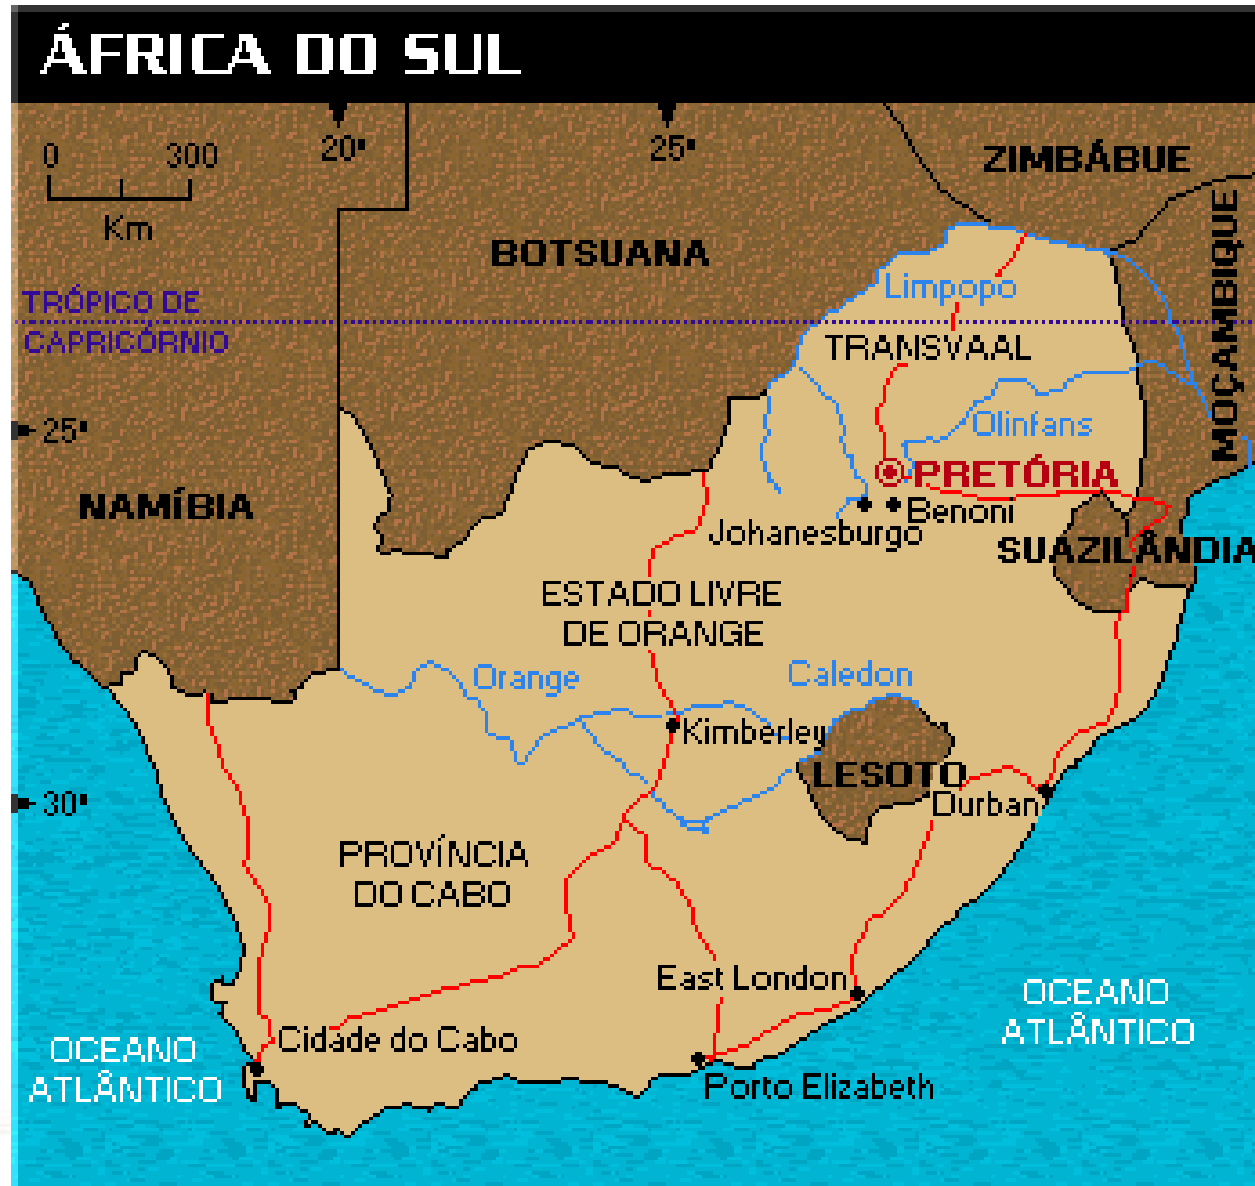 ÁFRICA DO SUL
0 300
Km
20°
25°
ZIMBÁBUE
BOTSUANA
MOÇAMBIQUE
TRÓPICO DE
CAPRICÓRNIO
Limpopo
TRANSVAAL
25°
Olinfans
PRETÓRIA
NAMÍBIA
Johanesburgo
Benoni
SUAZILÂNDIA
ESTADO LIVRE
DE ORANGE
Orange
Caledon
Kimberley
LESOTO
30°
Durban
PROVÍNCIA
DO CABO
East London
OCEANO
ATLÂNTICO
Cidade do Cabo
OCEANO
ATLÂNTICO
Porto Elizabeth